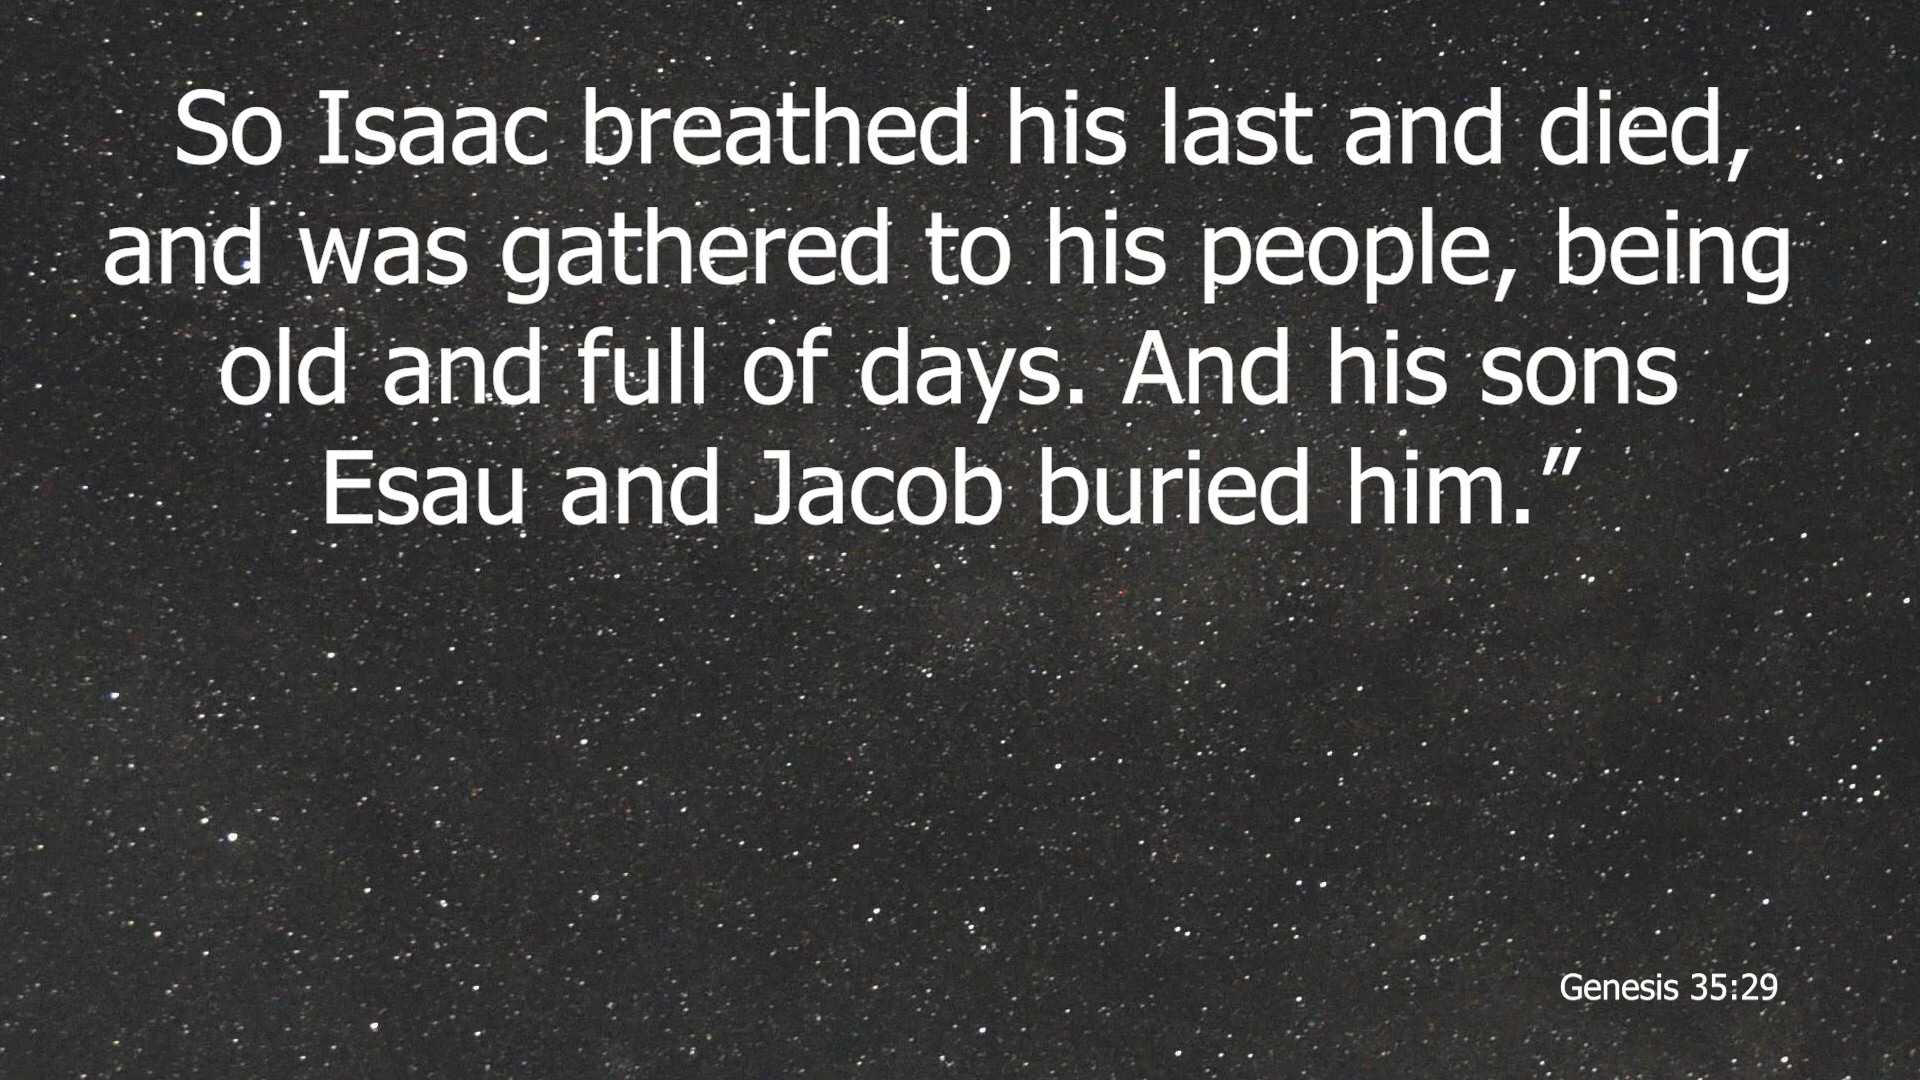 So Isaac breathed his last and died,
and was gathered to his people, being
old and full of days. And his sons
Esau and Jacob buried him.”
Genesis 35:29